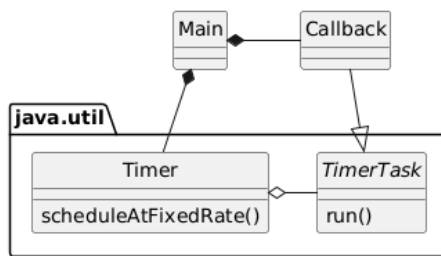 Main
Callback
java.util
Timer
TimerTask
scheduleAtFixedRate()
run()